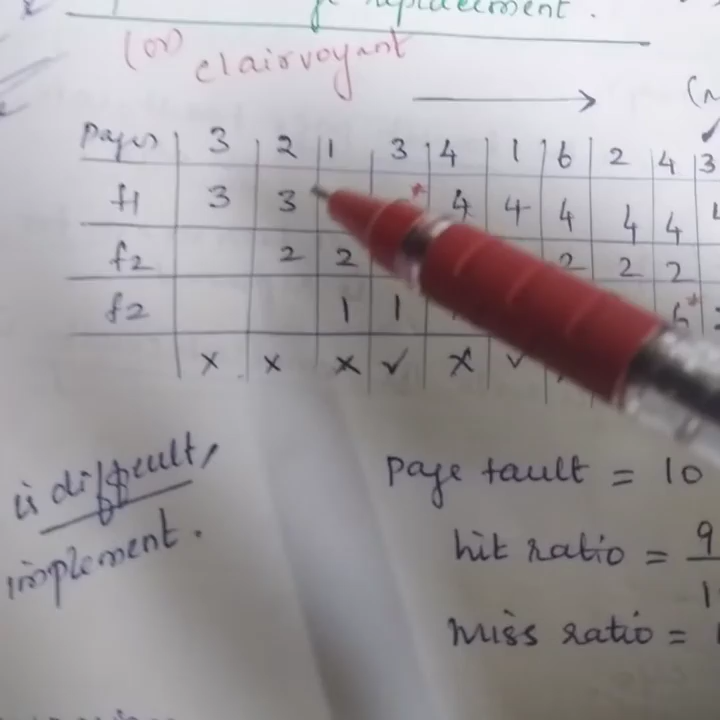 replacement.
(or) clairvoyant
Pages 3 2 1 3 4 1 6 2 4 3
f1 3 3 4 4 4 4 4
f2 2 2 2 2 2
f2 1 1 6*
x x x ✓ x ✓
is difficult,
implement.
Page fault = 10
hit ratio = 9
miss ratio =